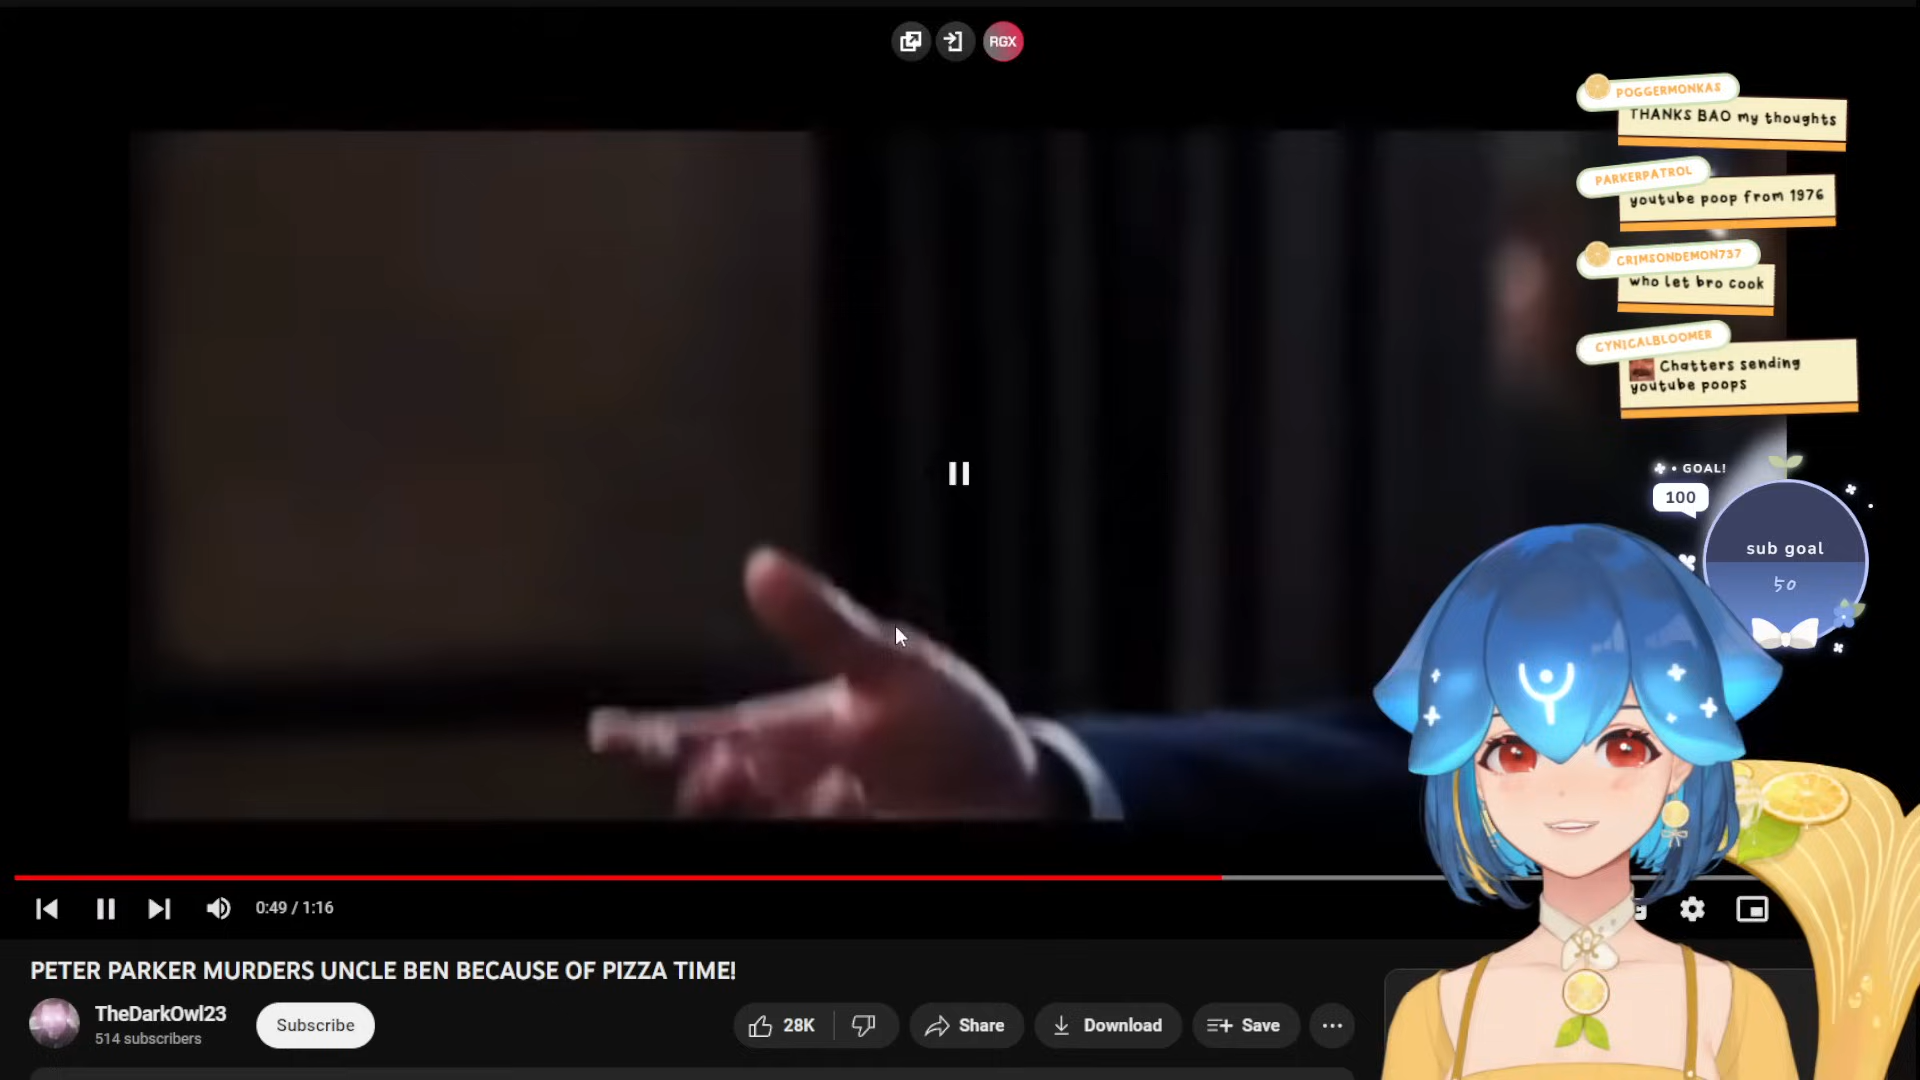 RGX
POGGERMONKAS
THANKS BAO my thoughts
PARKERPATROL
youtube poop from 1976
CRIMSONDEMON737
who let bro cook
CYNICALBLOOMER
Chatters sending
youtube poops
• GOAL!
100
sub goal
50
0:49 / 1:16
PETER PARKER MURDERS UNCLE BEN BECAUSE OF PIZZA TIME!
TheDarkOwl23
514 subscribers
Subscribe
28K
Share
Download
Save